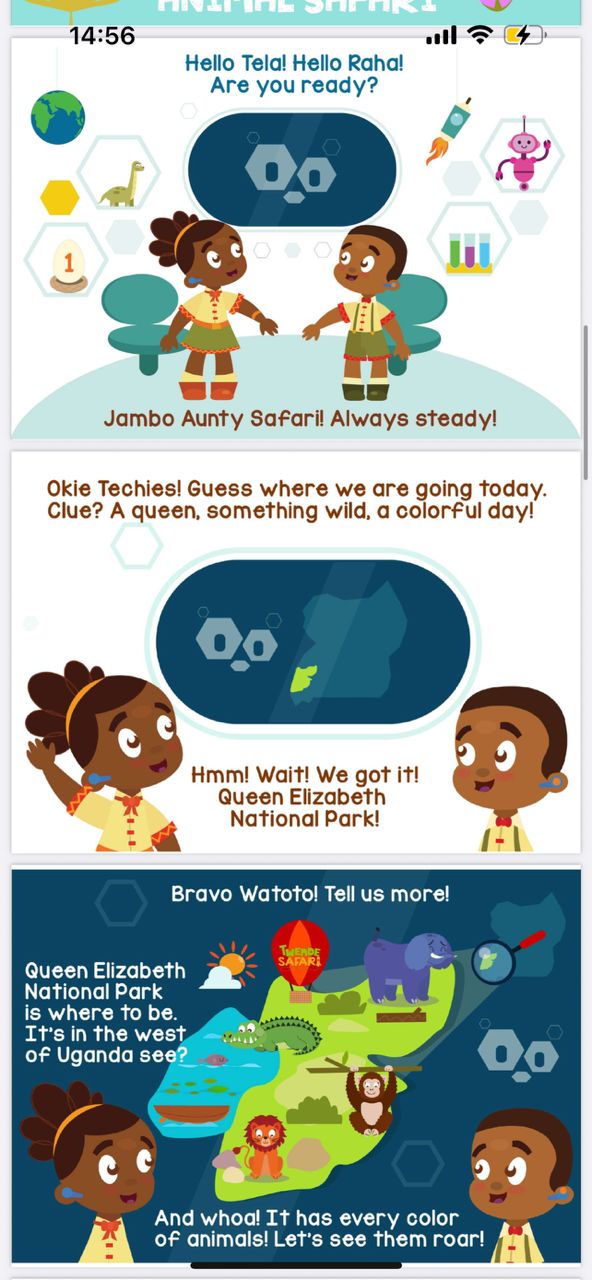 ANIMAL SAFARI
14:56
Hello Tela! Hello Raha!
Are you ready?
1
Jambo Aunty Safari! Always steady!
Okie Techies! Guess where we are going today.
Clue? A queen, something wild, a colorful day!
Hmm! Wait! We got it!
Queen Elizabeth
National Park!
Bravo Watoto! Tell us more!
TWENDE
SAFARI
Queen Elizabeth
National Park
is where to be.
It's in the west
of Uganda see?
And whoa! It has every color
of animals! Let's see them roar!